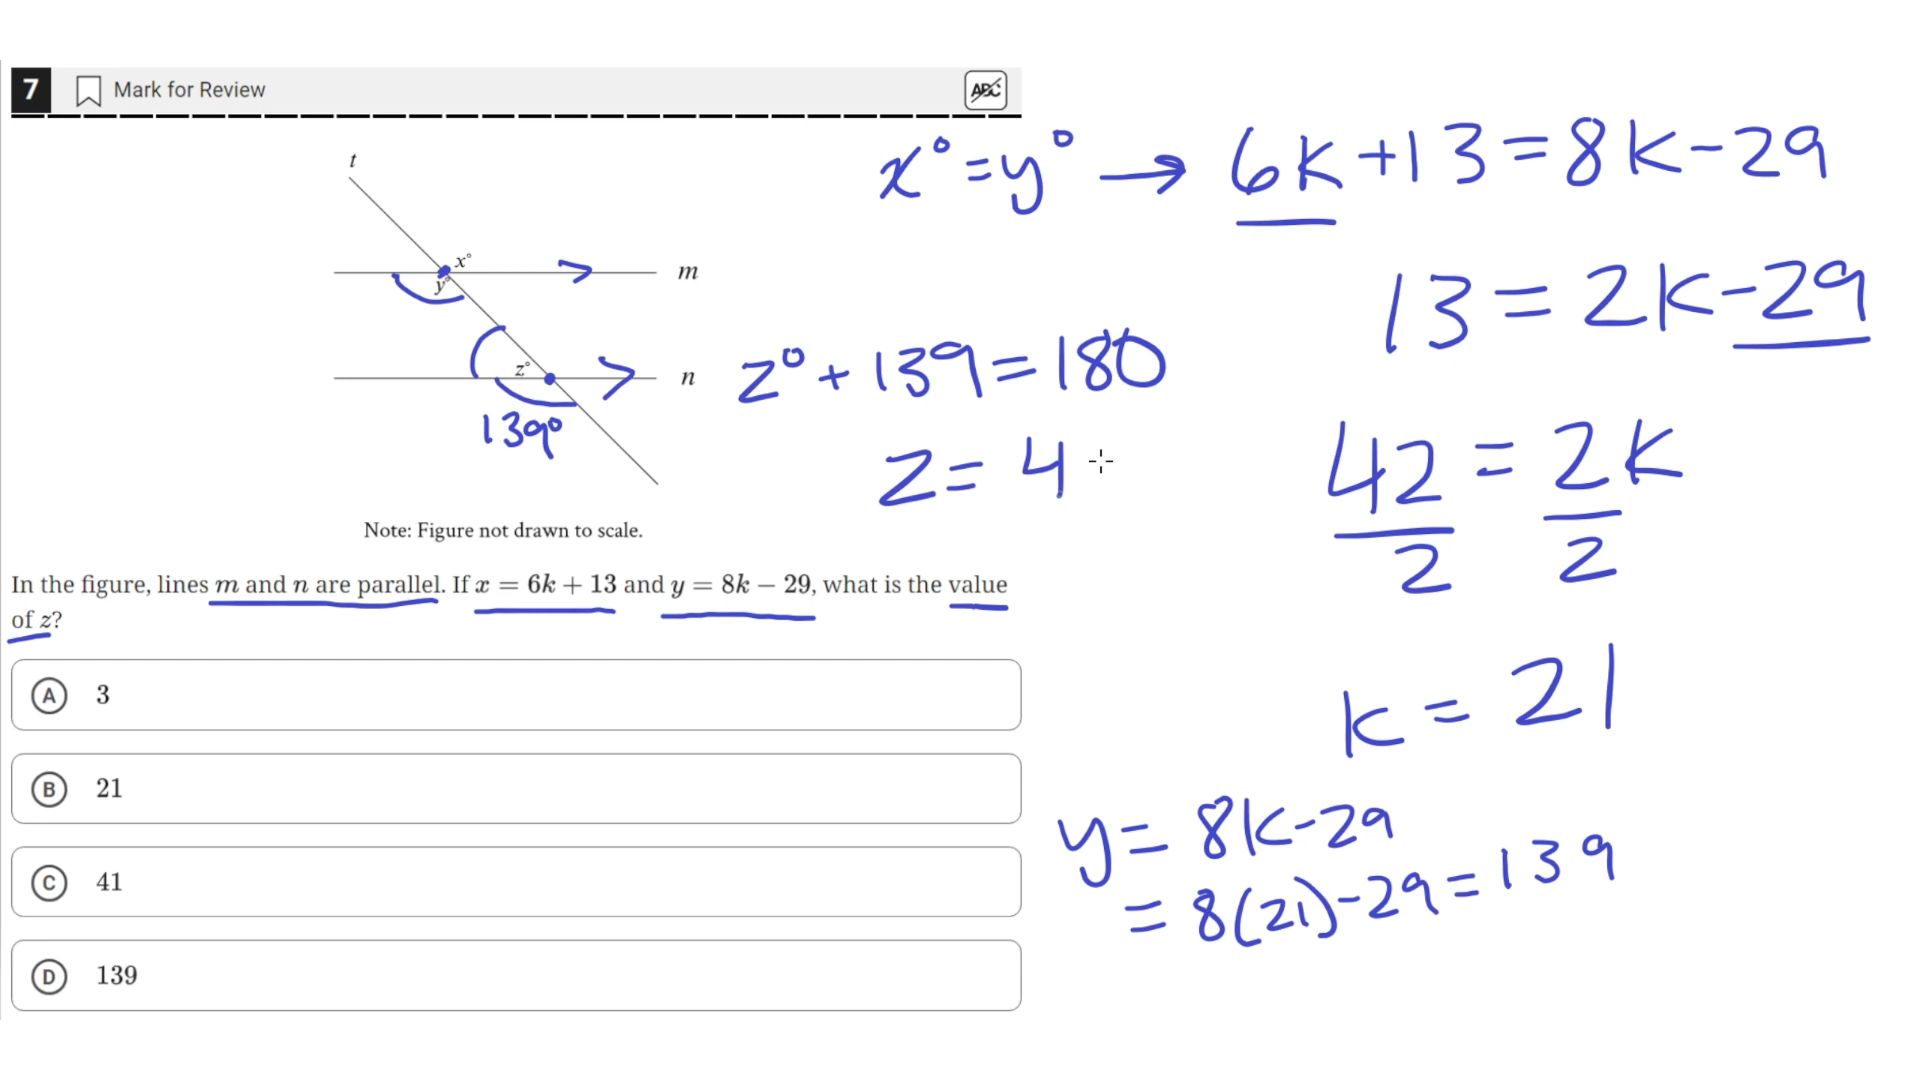 7 Mark for Review ABC
t
x°
m
y°
z°
n
139°
Note: Figure not drawn to scale.
In the figure, lines m and n are parallel. If x = 6k + 13 and y = 8k − 29, what is the value
of z?
A 3
B 21
C 41
D 139
x° = y° → 6k + 13 = 8k − 29
13 = 2k − 29
z° + 139 = 180
z = 4
42 = 2k
2 2
k = 21
y = 8k − 29
= 8(21) − 29 = 139